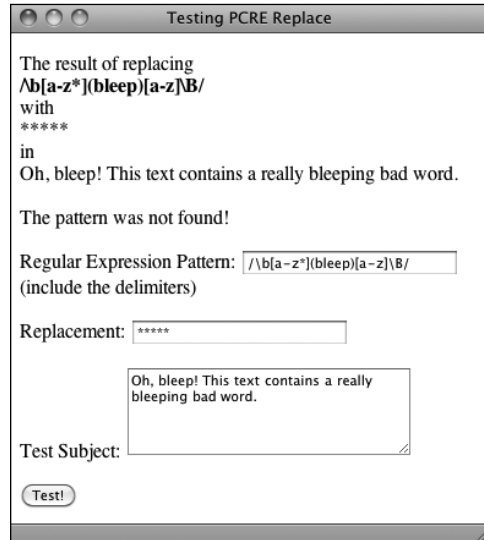 Testing PCRE Replace
The result of replacing
/\b[a-z*](bleep)[a-z]\B/
with
*****
in
Oh, bleep! This text contains a really bleeping bad word.
The pattern was not found!
Regular Expression Pattern: /\b[a-z*](bleep)[a-z]\B/
(include the delimiters)
Replacement: *****
Oh, bleep! This text contains a really
bleeping bad word.
Test Subject:
Test!